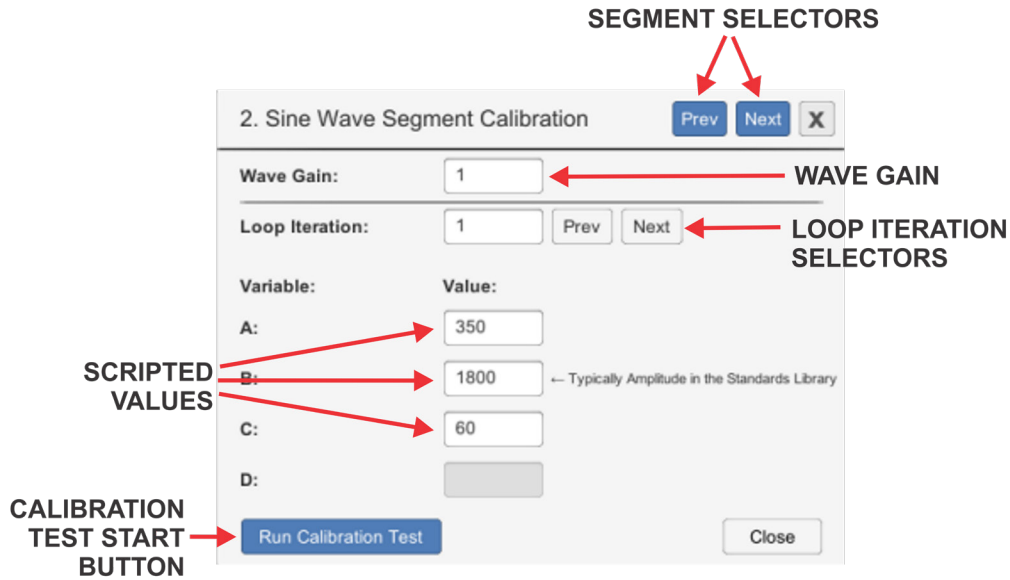 SEGMENT SELECTORS
2. Sine Wave Segment Calibration
Prev
Next
X
Wave Gain:
1
WAVE GAIN
Loop Iteration:
1
Prev
Next
LOOP ITERATION
SELECTORS
Variable:
Value:
A:
350
SCRIPTED
VALUES
B:
1800
← Typically Amplitude in the Standards Library
C:
60
D:
CALIBRATION
TEST START
BUTTON
Run Calibration Test
Close